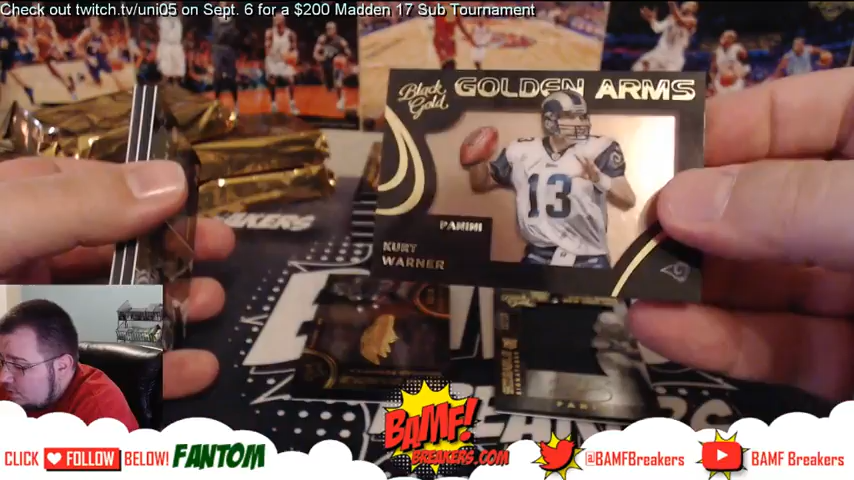 Check out twitch.tv/uni05 on Sept. 6 for a $200 Madden 17 Sub Tournament
Black Gold
GOLDEN ARMS
13
PANINI
KURT
WARNER
BREAKERS
PANI
BAMF!
BREAKERS.COM
CLICK FOLLOW BELOW! FANTOM
@BAMFBreakers
BAMF Breakers